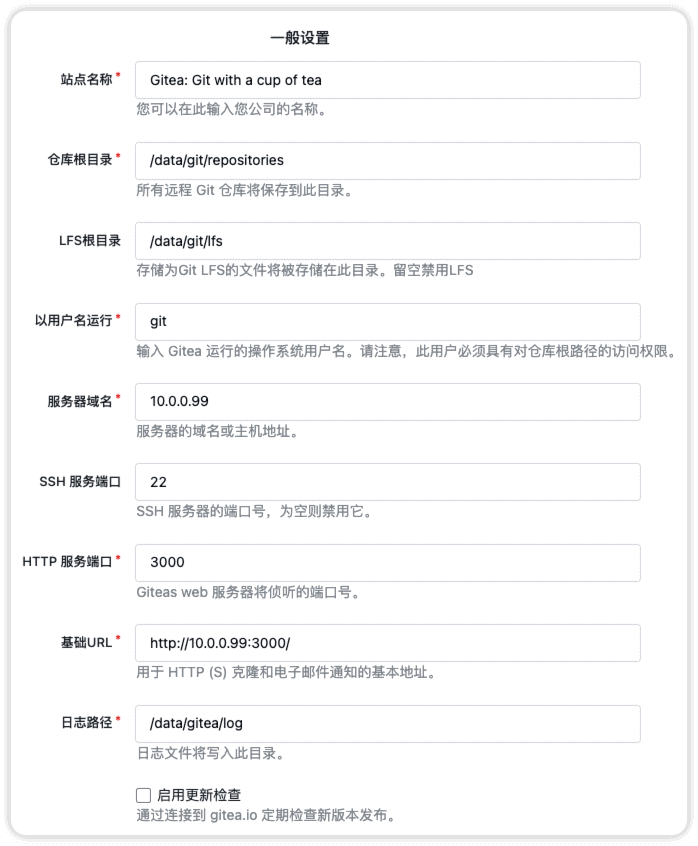 一般设置
站点名称*
Gitea: Git with a cup of tea
您可以在此输入您公司的名称。
仓库根目录*
/data/git/repositories
所有远程 Git 仓库将保存到此目录。
LFS根目录
/data/git/lfs
存储为Git LFS的文件将被存储在此目录。留空禁用LFS
以用户名运行*
git
输入 Gitea 运行的操作系统用户名。请注意，此用户必须具有对仓库根路径的访问权限。
服务器域名*
10.0.0.99
服务器的域名或主机地址。
SSH 服务端口
22
SSH 服务器的端口号，为空则禁用它。
HTTP 服务端口*
3000
Giteas web 服务器将侦听的端口号。
基础URL*
http://10.0.0.99:3000/
用于 HTTP (S) 克隆和电子邮件通知的基本地址。
日志路径*
/data/gitea/log
日志文件将写入此目录。
启用更新检查
通过连接到 gitea.io 定期检查新版本发布。